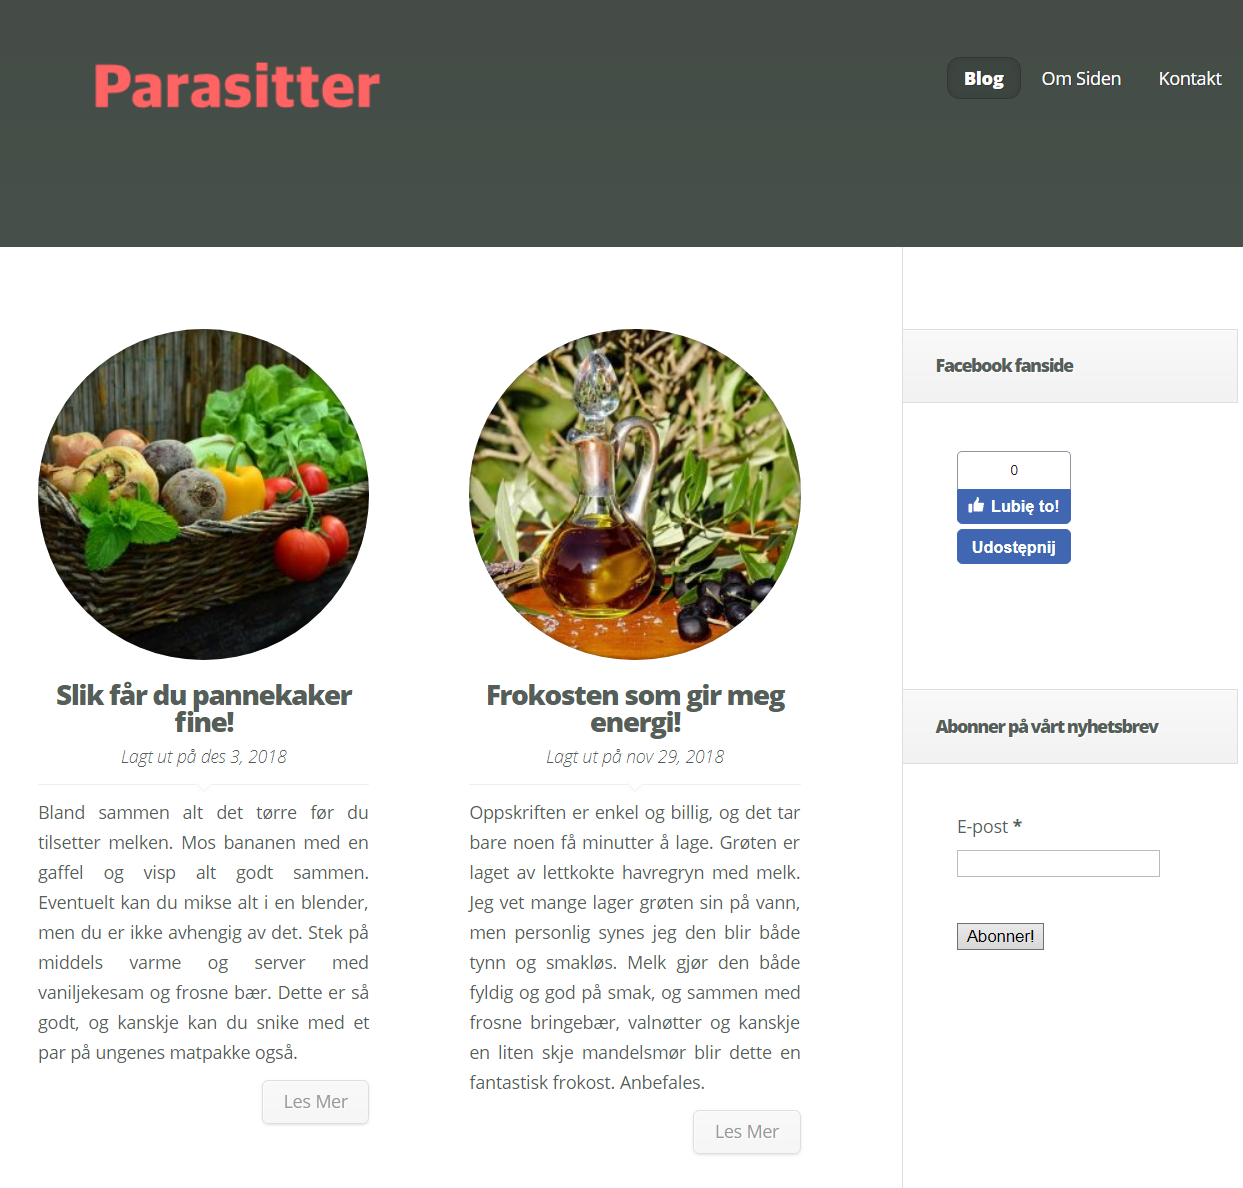 Parasitter
Blog
Om Siden
Kontakt
Slik får du pannekaker
fine!
Lagt ut på des 3, 2018
Bland sammen alt det tørre før du
tilsetter melken. Mos bananen med en
gaffel og visp alt godt sammen.
Eventuelt kan du mikse alt i en blender,
men du er ikke avhengig av det. Stek på
middels varme og server med
vaniljekesam og frosne bær. Dette er så
godt, og kanskje kan du snike med et
par på ungenes matpakke også.
Les Mer
Frokosten som gir meg
energi!
Lagt ut på nov 29, 2018
Oppskriften er enkel og billig, og det tar
bare noen få minutter å lage. Grøten er
laget av lettkokte havregryn med melk.
Jeg vet mange lager grøten sin på vann,
men personlig synes jeg den blir både
tynn og smakløs. Melk gjør den både
fyldig og god på smak, og sammen med
frosne bringebær, valnøtter og kanskje
en liten skje mandelsmør blir dette en
fantastisk frokost. Anbefales.
Les Mer
Facebook fanside
0
Lubię to!
Udostępnij
Abonner på vårt nyhetsbrev
E-post *
Abonner!